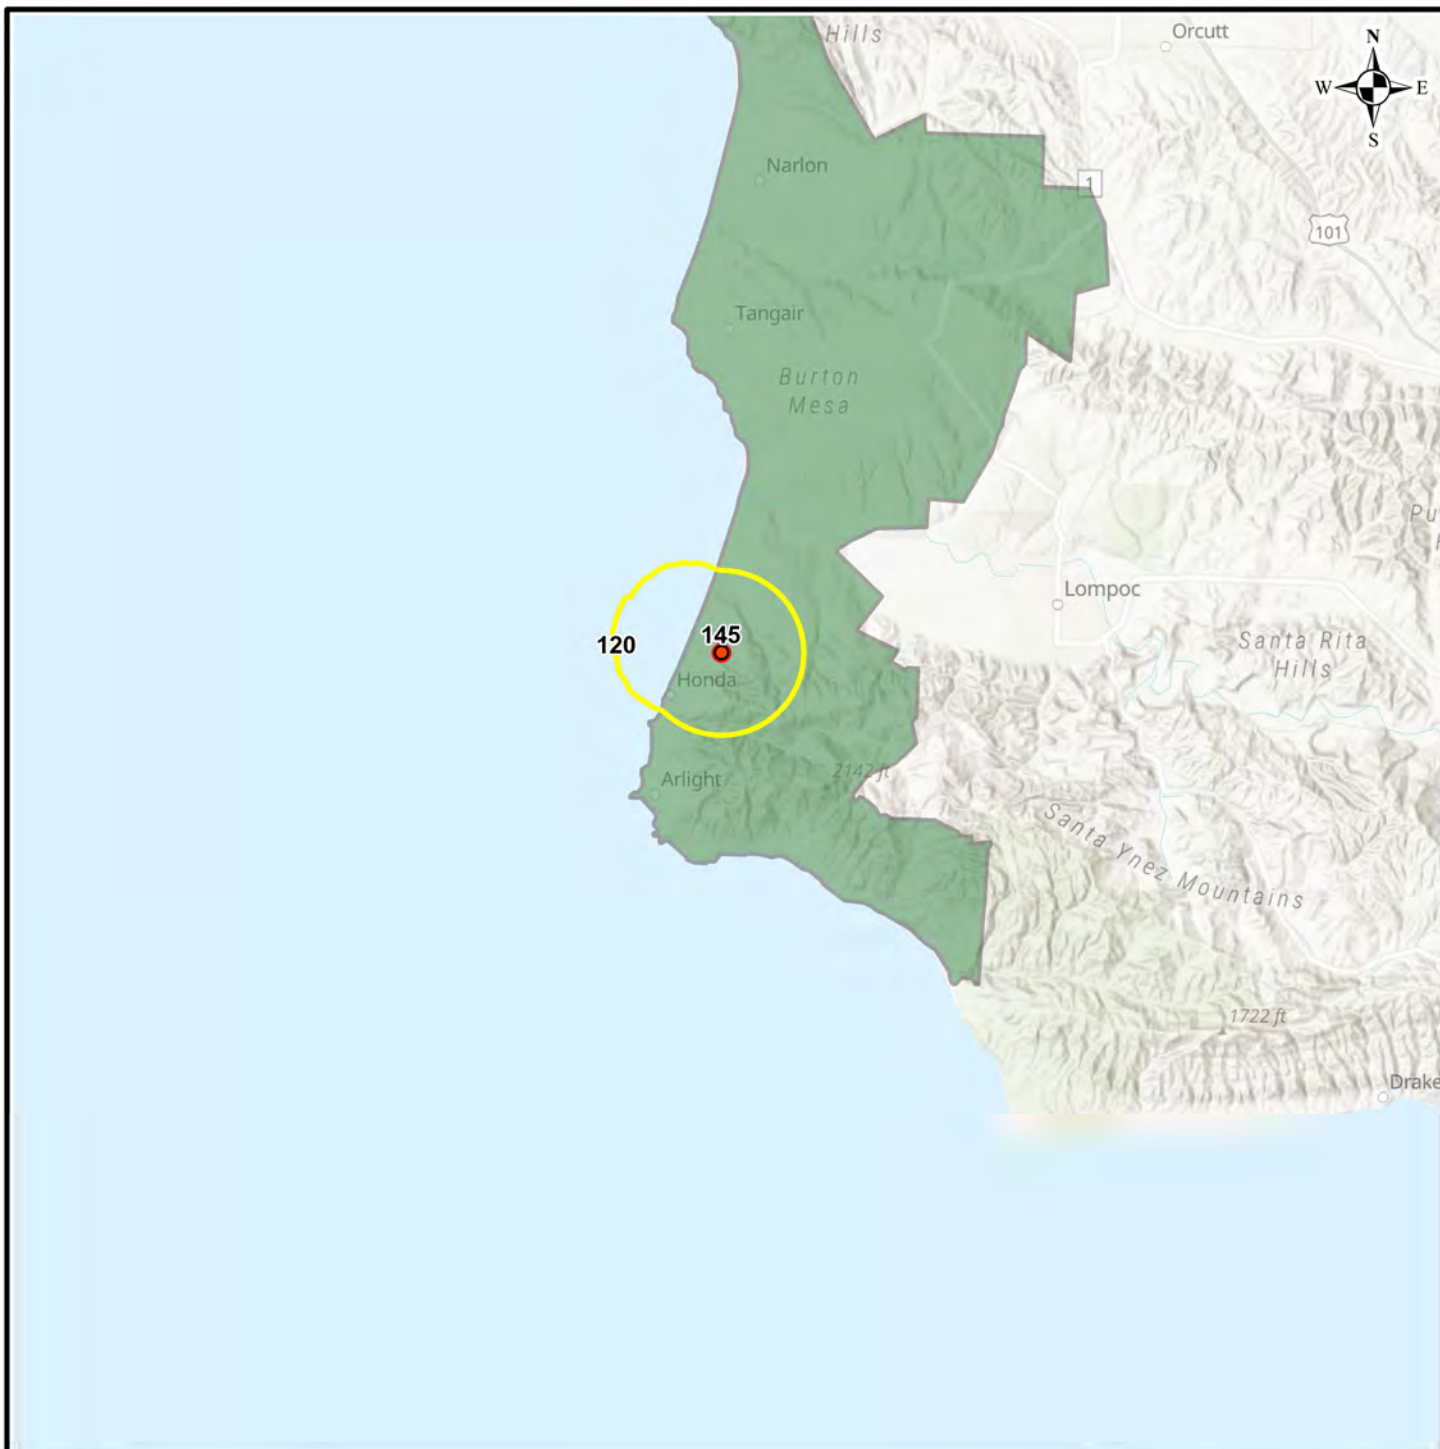 Hills
Orcutt
N
W
E
S
Narlon
1
101
Tangair
Burton
Mesa
Pu
Lompoc
145
120
Santa Rita
Hills
Honda
Arlight
2142 ft
Santa Ynez Mountains
1722 ft
Drake